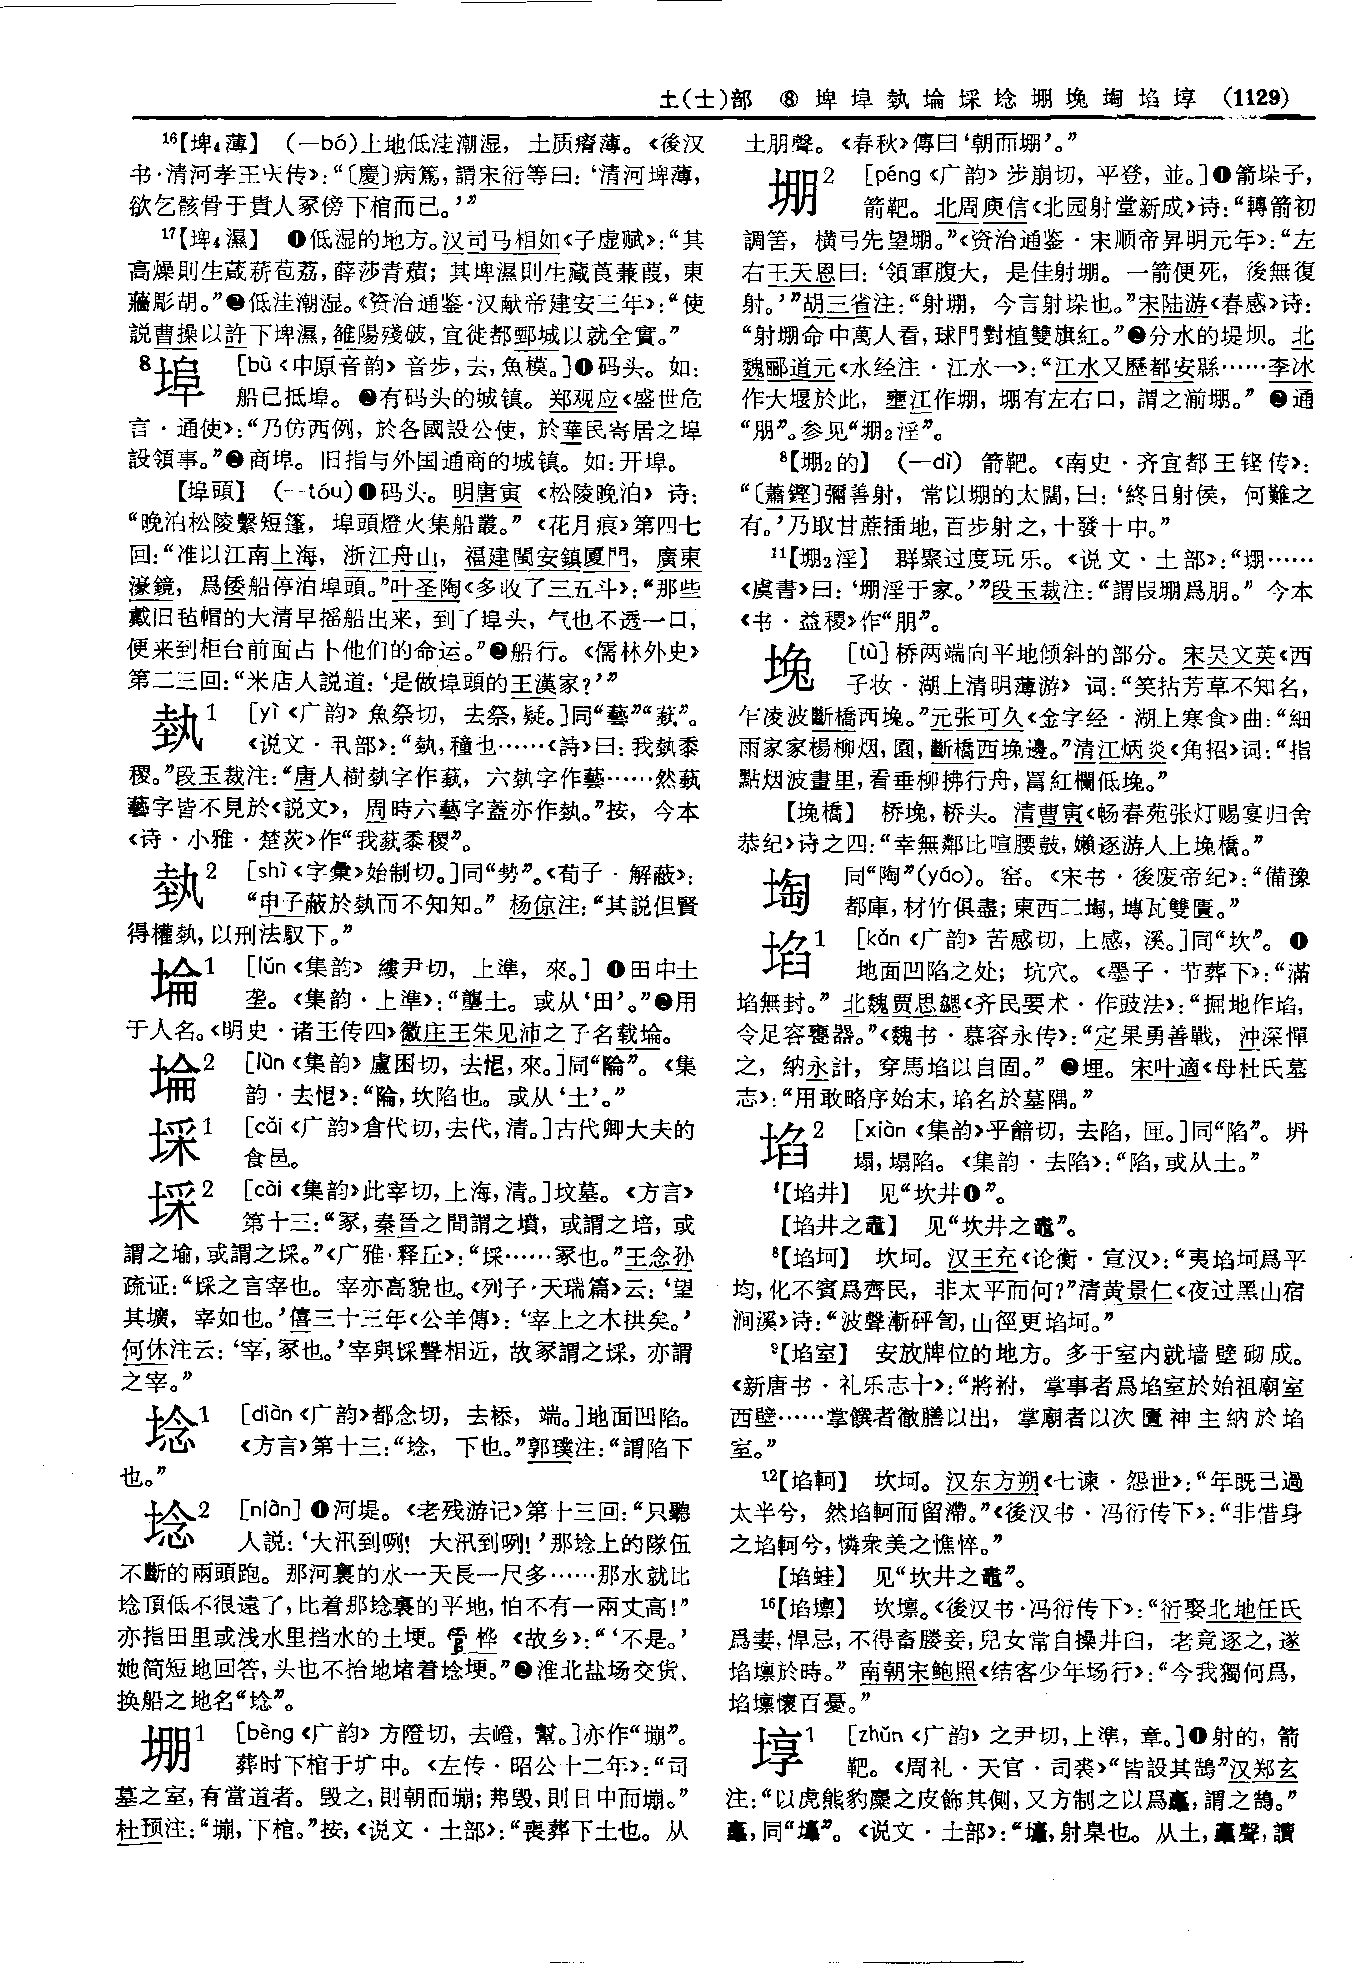 土(士)部 ⑧ 埤 埠 埶 埨 埰 埝 堋 堍 掏 埳 埻 (1129)
16【埤4薄】 (—bó)上地低洼潮湿，土质瘠薄。《後汉
书·清河孝王庆传》：“〔慶〕病篤，謂宋衍等曰：‘清河埤薄，
欲乞骸骨于貴人冢傍下棺而已。’”
17【埤4濕】 ❶低湿的地方。汉司马相如《子虚赋》：“其
高燥則生葴菥苞荔，薛莎青薠；其埤濕則生藏莨蒹葭，東
蘠彫胡。”❷低洼潮湿。《资治通鉴·汉献帝建安三年》：“使
説曹操以許下埤濕，雒陽殘破，宜徙都鄄城以就全實。”
8埠 [bù《中原音韵》音步，去，魚模。]❶码头。如：
船已抵埠。 ❷有码头的城镇。郑观应《盛世危
言·通使》：“乃仿西例，於各國設公使，於華民寄居之埠
設領事。”❸商埠。旧指与外国通商的城镇。如：开埠。
【埠頭】 (—tóu)❶码头。明唐寅《松陵晚泊》诗：
“晚泊松陵繫短篷，埠頭燈火集船叢。”《花月痕》第四七
回：“准以江南上海，浙江舟山，福建閩安鎮厦門，廣東
濠鏡，爲倭船停泊埠頭。”叶圣陶《多收了三五斗》：“那些
戴旧毡帽的大清早摇船出来，到了埠头，气也不透一口，
便来到柜台前面占卜他们的命运。”❷船行。《儒林外史》
第二三回：“米店人説道：‘是做埠頭的王漢家？’”
埶1 [yì《广韵》魚祭切，去祭，疑。]同“藝”“蓺”。
《说文·丮部》：“埶，穜也……《詩》曰：我埶黍
稷。”段玉裁注：“唐人樹埶字作蓺，六埶字作藝……然蓺
藝字皆不見於《説文》，周時六藝字蓋亦作埶。”按，今本
《诗·小雅·楚茨》作“我蓺黍稷”。
埶2 [shì《字彙》始制切。]同“勢”。《荀子·解蔽》：
“申子蔽於埶而不知知。”杨倞注：“其說但賢
得權埶，以刑法馭下。”
埨1 [lǔn《集韵》縷尹切，上準，來。] ❶田中土
垄。《集韵·上準》：“壟土。或从‘田’。”❷用
于人名。《明史·诸王传四》徽庄王朱见沛之子名载埨。
埨2 [lùn《集韵》盧困切，去慁，來。]同“陯”。《集
韵·去慁》：“陯，坎陷也。或从‘土’。”
埰1 [cǎi《广韵》倉代切，去代，清。]古代卿大夫的
食邑。
埰2 [cài《集韵》此宰切，上海，清。]坟墓。《方言》
第十三：“冢，秦晉之間謂之墳，或謂之培，或
謂之堬，或謂之埰。”《广雅·释丘》：“埰……冢也。”王念孙
疏证：“埰之言宰也。宰亦高貌也。《列子·天瑞篇》云：‘望
其壙，宰如也。’僖三十三年《公羊傳》：‘宰上之木拱矣。’
何休注云：‘宰，冢也。’宰與埰聲相近，故冢謂之埰，亦謂
之宰。”
埝1 [diàn《广韵》都念切，去㮇，端。]地面凹陷。
《方言》第十三：“埝，下也。”郭璞注：“謂陷下
也。”
埝2 [niàn] ❶河堤。《老残游记》第十三回：“只聽
人説：‘大汛到咧！大汛到咧！’那埝上的隊伍
不斷的兩頭跑。那河裏的水一天長一尺多……那水就比
埝頂低不很遠了，比着那埝裏的平地，怕不有一兩丈高！”
亦指田里或浅水里挡水的土埂。管桦《故乡》：“‘不是。’
她简短地回答，头也不抬地堵着埝埂。”❷淮北盐场交货、
换船之地名“埝”。
堋1 [bèng《广韵》方隥切，去嶝，幫。]亦作“塴”。
葬时下棺于圹中。《左传·昭公十二年》：“司
墓之室，有當道者。毁之，則朝而塴；弗毁，則日中而塴。”
杜预注：“塴，下棺。”按，《说文·土部》：“喪葬下土也。从
土朋聲。《春秋》傳曰‘朝而堋’。”
堋2 [péng《广韵》步崩切，平登，並。]❶箭垛子，
箭靶。北周庾信《北园射堂新成》诗：“轉箭初
調筈，横弓先望堋。”《资治通鉴·宋顺帝昇明元年》：“左
右王天恩曰：‘領軍腹大，是佳射堋。一箭便死，後無復
射。’”胡三省注：“射堋，今言射垛也。”宋陆游《春感》诗：
“射堋命中萬人看，球門對植雙旗紅。”❷分水的堤坝。北
魏郦道元《水经注·江水一》：“江水又歷都安縣……李冰
作大堰於此，壅江作堋，堋有左右口，謂之湔堋。” ❸通
“朋”。参见“堋2淫”。
8【堋2的】 (—dì) 箭靶。《南史·齐宜都王铿传》：
“〔蕭鏗〕彌善射，常以堋的太闊，曰：‘終日射侯，何難之
有。’乃取甘蔗插地，百步射之，十發十中。”
11【堋2淫】 群聚过度玩乐。《说文·土部》：“堋……
《虞書》曰：‘堋淫于家。’”段玉裁注：“謂叚堋爲朋。”今本
《书·益稷》作“朋”。
堍 [tù]桥两端向平地倾斜的部分。宋吴文英《西
子妆·湖上清明薄游》词：“笑拈芳草不知名，
乍凌波斷橋西堍。”元张可久《金字经·湖上寒食》曲：“細
雨家家楊柳烟，園，斷橋西堍邊。”清江炳炎《角招》词：“指
點烟波畫里，看垂柳拂行舟，罥紅欄低堍。”
【堍橋】 桥堍，桥头。清曹寅《畅春苑张灯赐宴归舍
恭纪》诗之四：“幸無鄰比喧腰鼓，嬾逐游人上堍橋。”
掏 同“陶”(yáo)。窑。《宋书·後废帝纪》：“備豫
都庫，材竹俱盡；東西二掏，塼瓦雙匱。”
埳1 [kǎn《广韵》苦感切，上感，溪。]同“坎”。❶
地面凹陷之处；坑穴。《墨子·节葬下》：“滿
埳無封。”北魏贾思勰《齐民要术·作豉法》：“掘地作埳，
令足容甕器。”《魏书·慕容永传》：“定果勇善戰，沖深憚
之，納永計，穿馬埳以自固。”❷埋。宋叶適《母杜氏墓
志》：“用敢略序始末，埳名於墓隅。”
埳2 [xiàn《集韵》乎韽切，去陷，匣。]同“陷”。坍
塌，塌陷。《集韵·去陷》：“陷，或从土。”
4【埳井】 见“坎井❶”。
【埳井之鼃】 见“坎井之鼃”。
8【埳坷】 坎坷。汉王充《论衡·宣汉》：“夷埳坷爲平
均，化不賓爲齊民，非太平而何？”清黄景仁《夜过黑山宿
涧溪》诗：“波聲漸砰訇，山徑更埳坷。”
9【埳室】 安放牌位的地方。多于室内就墙壁砌成。
《新唐书·礼乐志十》：“將祔，掌事者爲埳室於始祖廟室
西壁……掌饌者徹膳以出，掌廟者以次匱神主納於埳
室。”
12【埳軻】 坎坷。汉东方朔《七谏·怨世》：“年既已過
太半兮，然埳軻而留滯。”《後汉书·冯衍传下》：“非惜身
之埳軻兮，憐衆美之憔悴。”
【埳蛙】 见“坎井之鼃”。
16【埳壈】 坎壈。《後汉书·冯衍传下》：“衍娶北地任氏
爲妻，悍忌，不得畜媵妾，兒女常自操井臼，老竟逐之，遂
埳壈於時。”南朝宋鲍照《结客少年场行》：“今我獨何爲，
埳壈懷百憂。”
埻1 [zhǔn《广韵》之尹切，上準，章。]❶射的，箭
靶。《周礼·天官·司裘》“皆設其鵠”汉郑玄
注：“以虎熊豹麋之皮飾其側，又方制之以爲𦎧，謂之鵠。”
𦎧，同“埻”。《说文·土部》：“埻，射臬也。从土，𦎧聲，讀